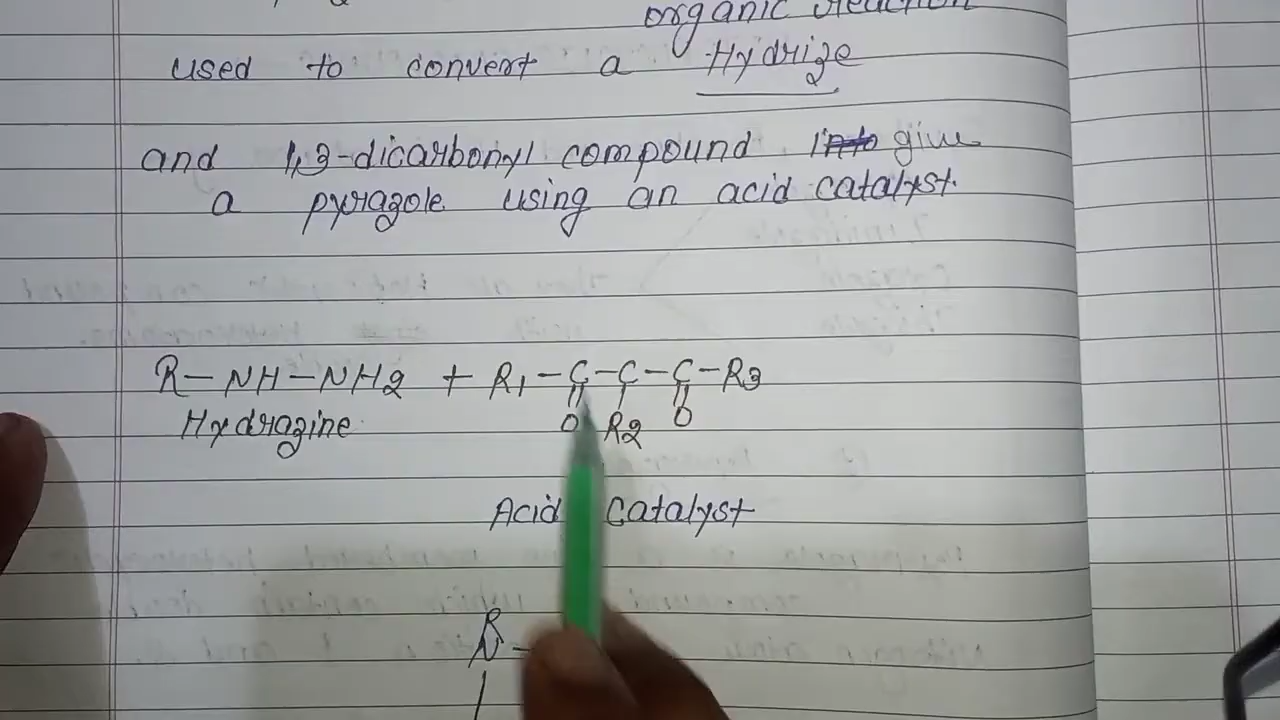 organic reaction
used to convert a Hydrize
and 1,3-dicarbonyl compound give
a pyrazole using an acid catalyst.
R-NH-NH2 + R1-C-C-C-R3
O R2 O
Hydrazine
Acid Catalyst
R
N-